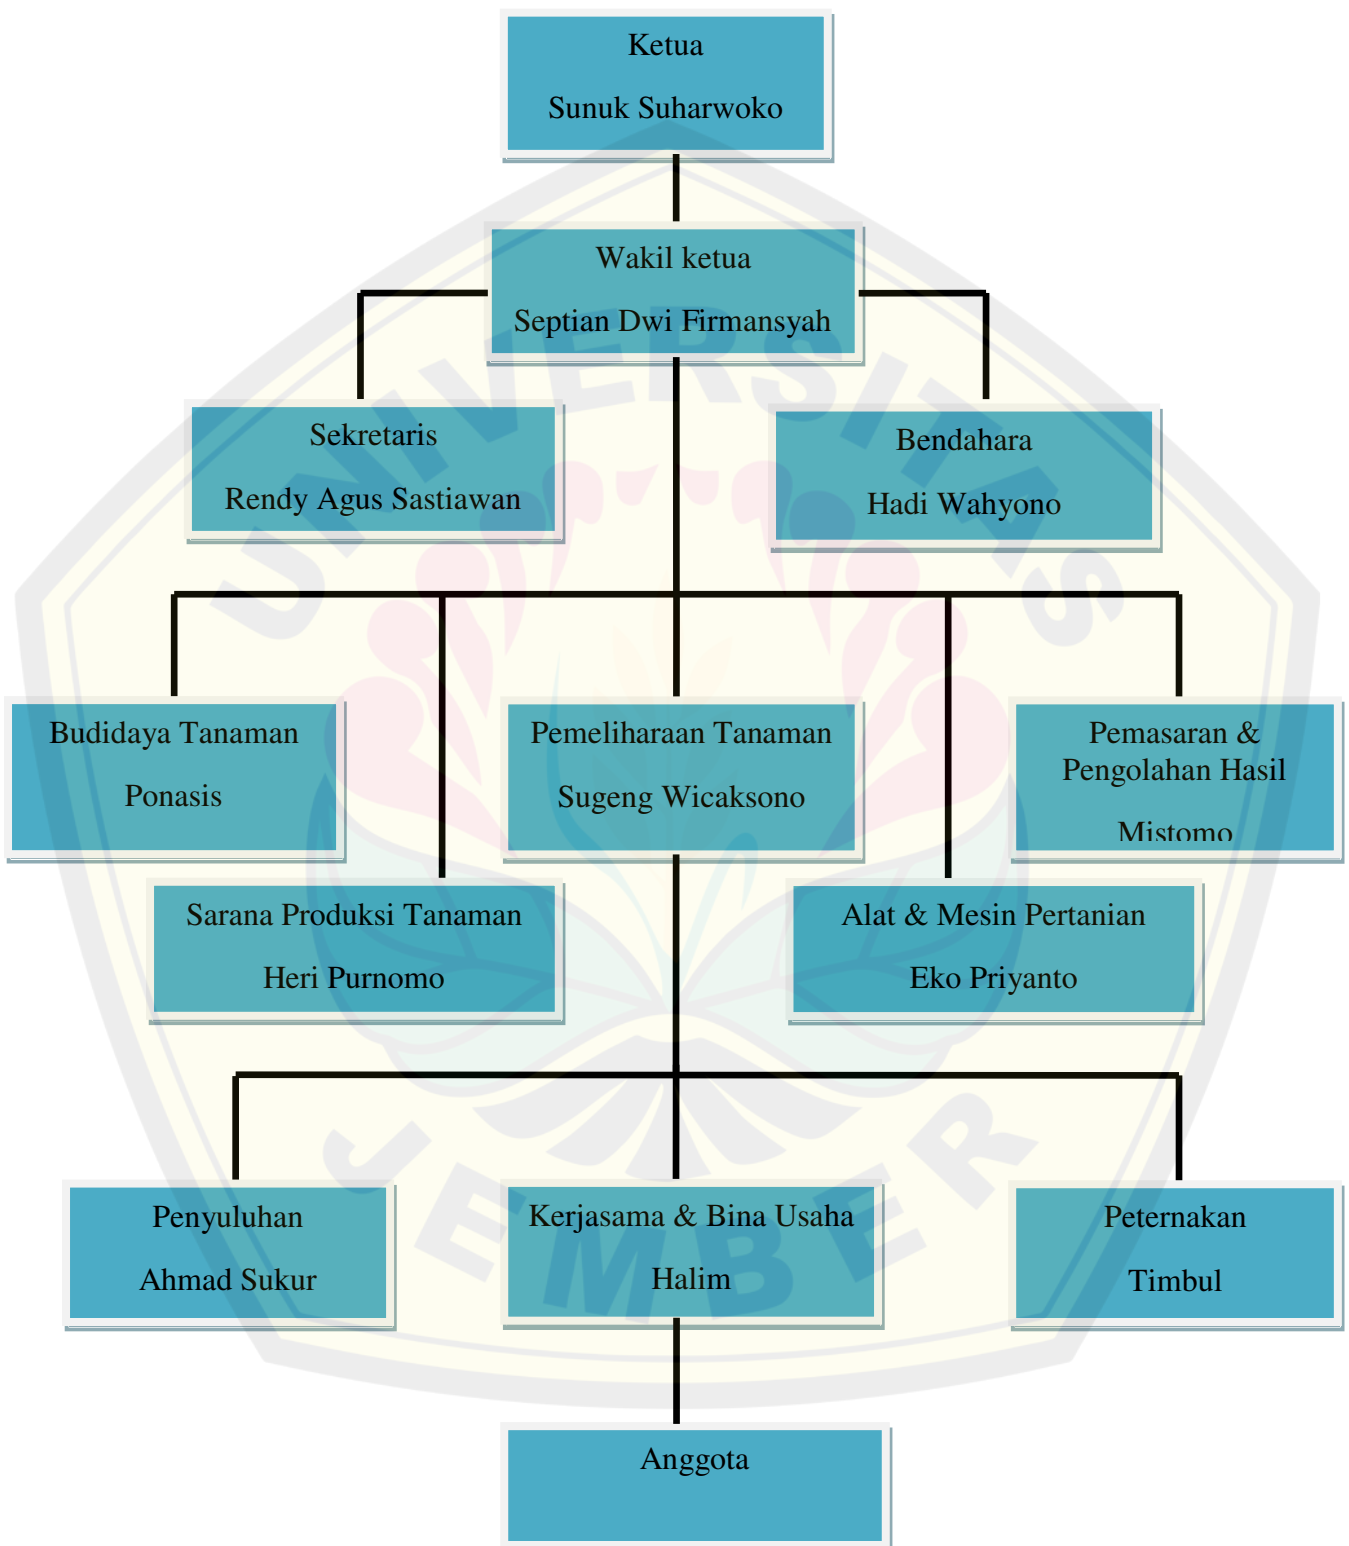 Ketua
Sunuk Suharwoko
Wakil ketua
Septian Dwi Firmansyah
Sekretaris
Rendy Agus Sastiawan
Bendahara
Hadi Wahyono
Budidaya Tanaman
Ponasis
Pemeliharaan Tanaman
Sugeng Wicaksono
Pemasaran &
Pengolahan Hasil
Mistomo
Sarana Produksi Tanaman
Heri Purnomo
Alat & Mesin Pertanian
Eko Priyanto
Penyuluhan
Ahmad Sukur
Kerjasama & Bina Usaha
Halim
Peternakan
Timbul
Anggota
UNIVERSITAS
JEMBER